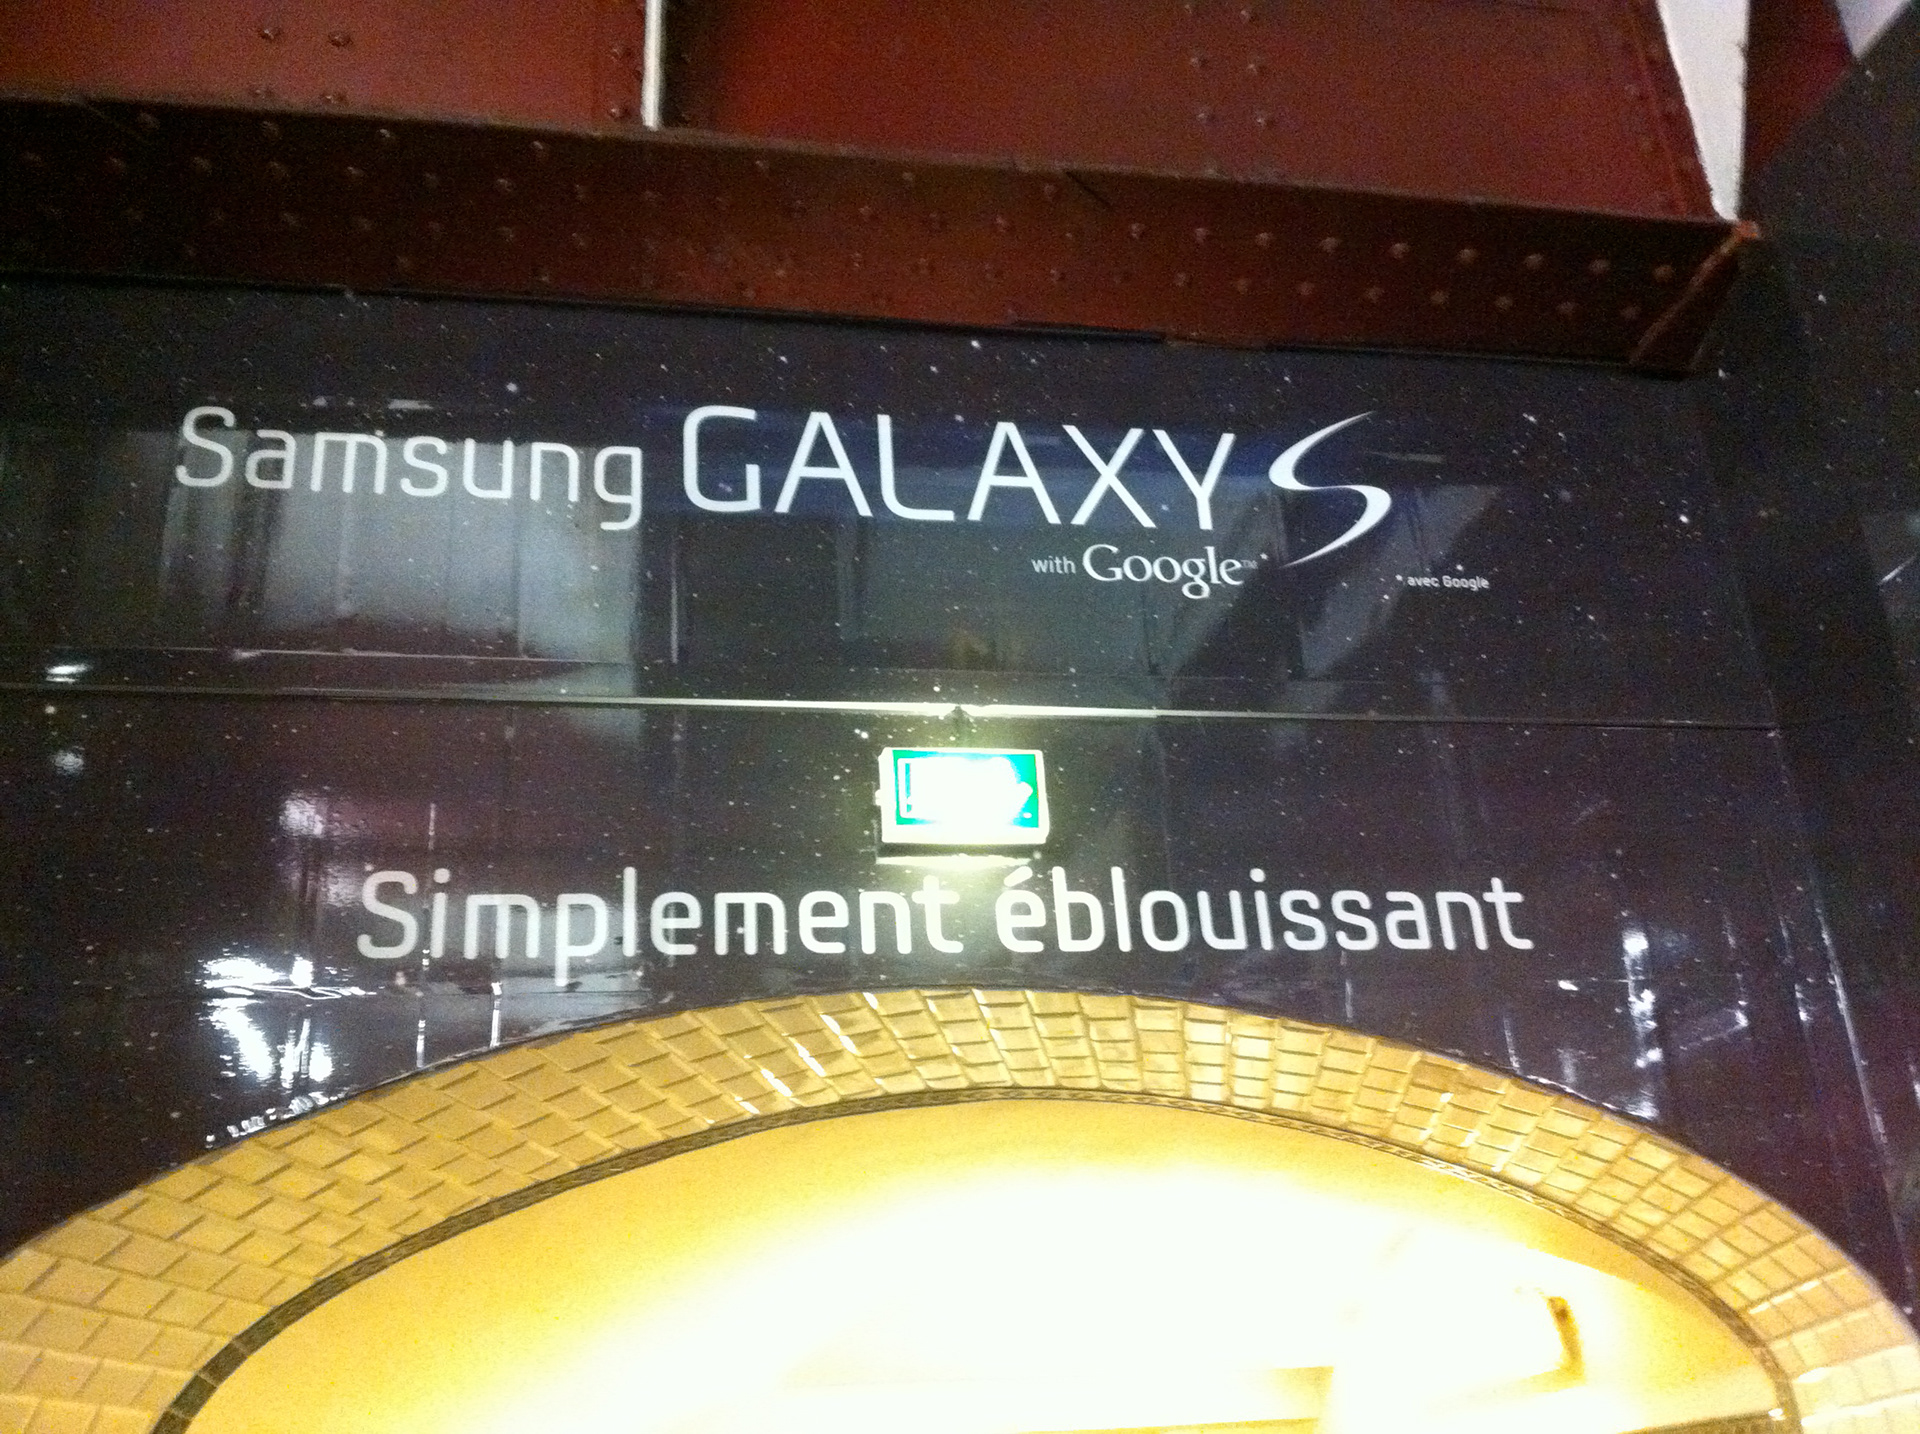 Samsung GALAXY S
with Google™*
* avec Google
Simplement éblouissant